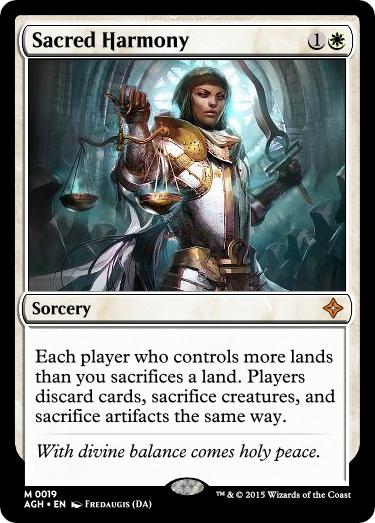 Sacred Harmony 1
Sorcery
Each player who controls more lands
than you sacrifices a land. Players
discard cards, sacrifice creatures, and
sacrifice artifacts the same way.
With divine balance comes holy peace.
M 0019
AGH • EN FREDAUGIS (DA)
™ & © 2015 Wizards of the Coast